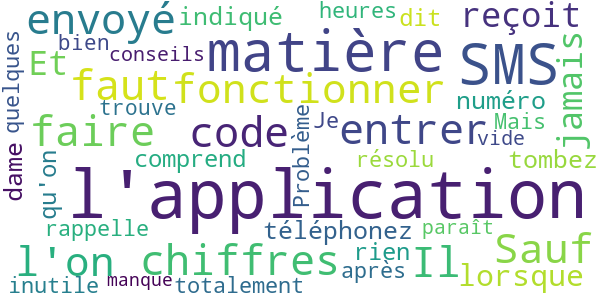 envoyé indiqué heures dit reçoit
quelques bien conseils matière SMS jamais
Et faut fonctionner
trouve numéro
faire code Problème Je entrer Mais vide
dame qu'on comprend résolu tombez
l'application
rappelle téléphonez paraît
l'on chiffres rien Il Sauf
inutile manque totalement après lorsque